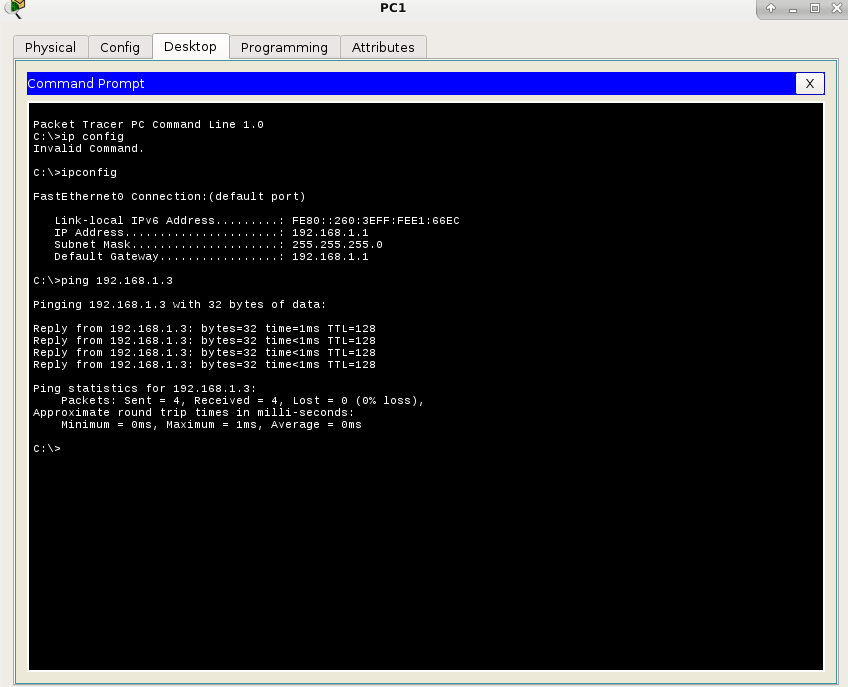 PC1
Physical Config Desktop Programming Attributes
Command Prompt X
Packet Tracer PC Command Line 1.0
C:\>ip config
Invalid Command.
C:\>ipconfig
FastEthernet0 Connection:(default port)
Link-local IPv6 Address.........: FE80::260:3EFF:FEE1:66EC
IP Address......................: 192.168.1.1
Subnet Mask.....................: 255.255.255.0
Default Gateway.................: 192.168.1.1
C:\>ping 192.168.1.3
Pinging 192.168.1.3 with 32 bytes of data:
Reply from 192.168.1.3: bytes=32 time=1ms TTL=128
Reply from 192.168.1.3: bytes=32 time<1ms TTL=128
Reply from 192.168.1.3: bytes=32 time<1ms TTL=128
Reply from 192.168.1.3: bytes=32 time<1ms TTL=128
Ping statistics for 192.168.1.3:
Packets: Sent = 4, Received = 4, Lost = 0 (0% loss),
Approximate round trip times in milli-seconds:
Minimum = 0ms, Maximum = 1ms, Average = 0ms
C:\>